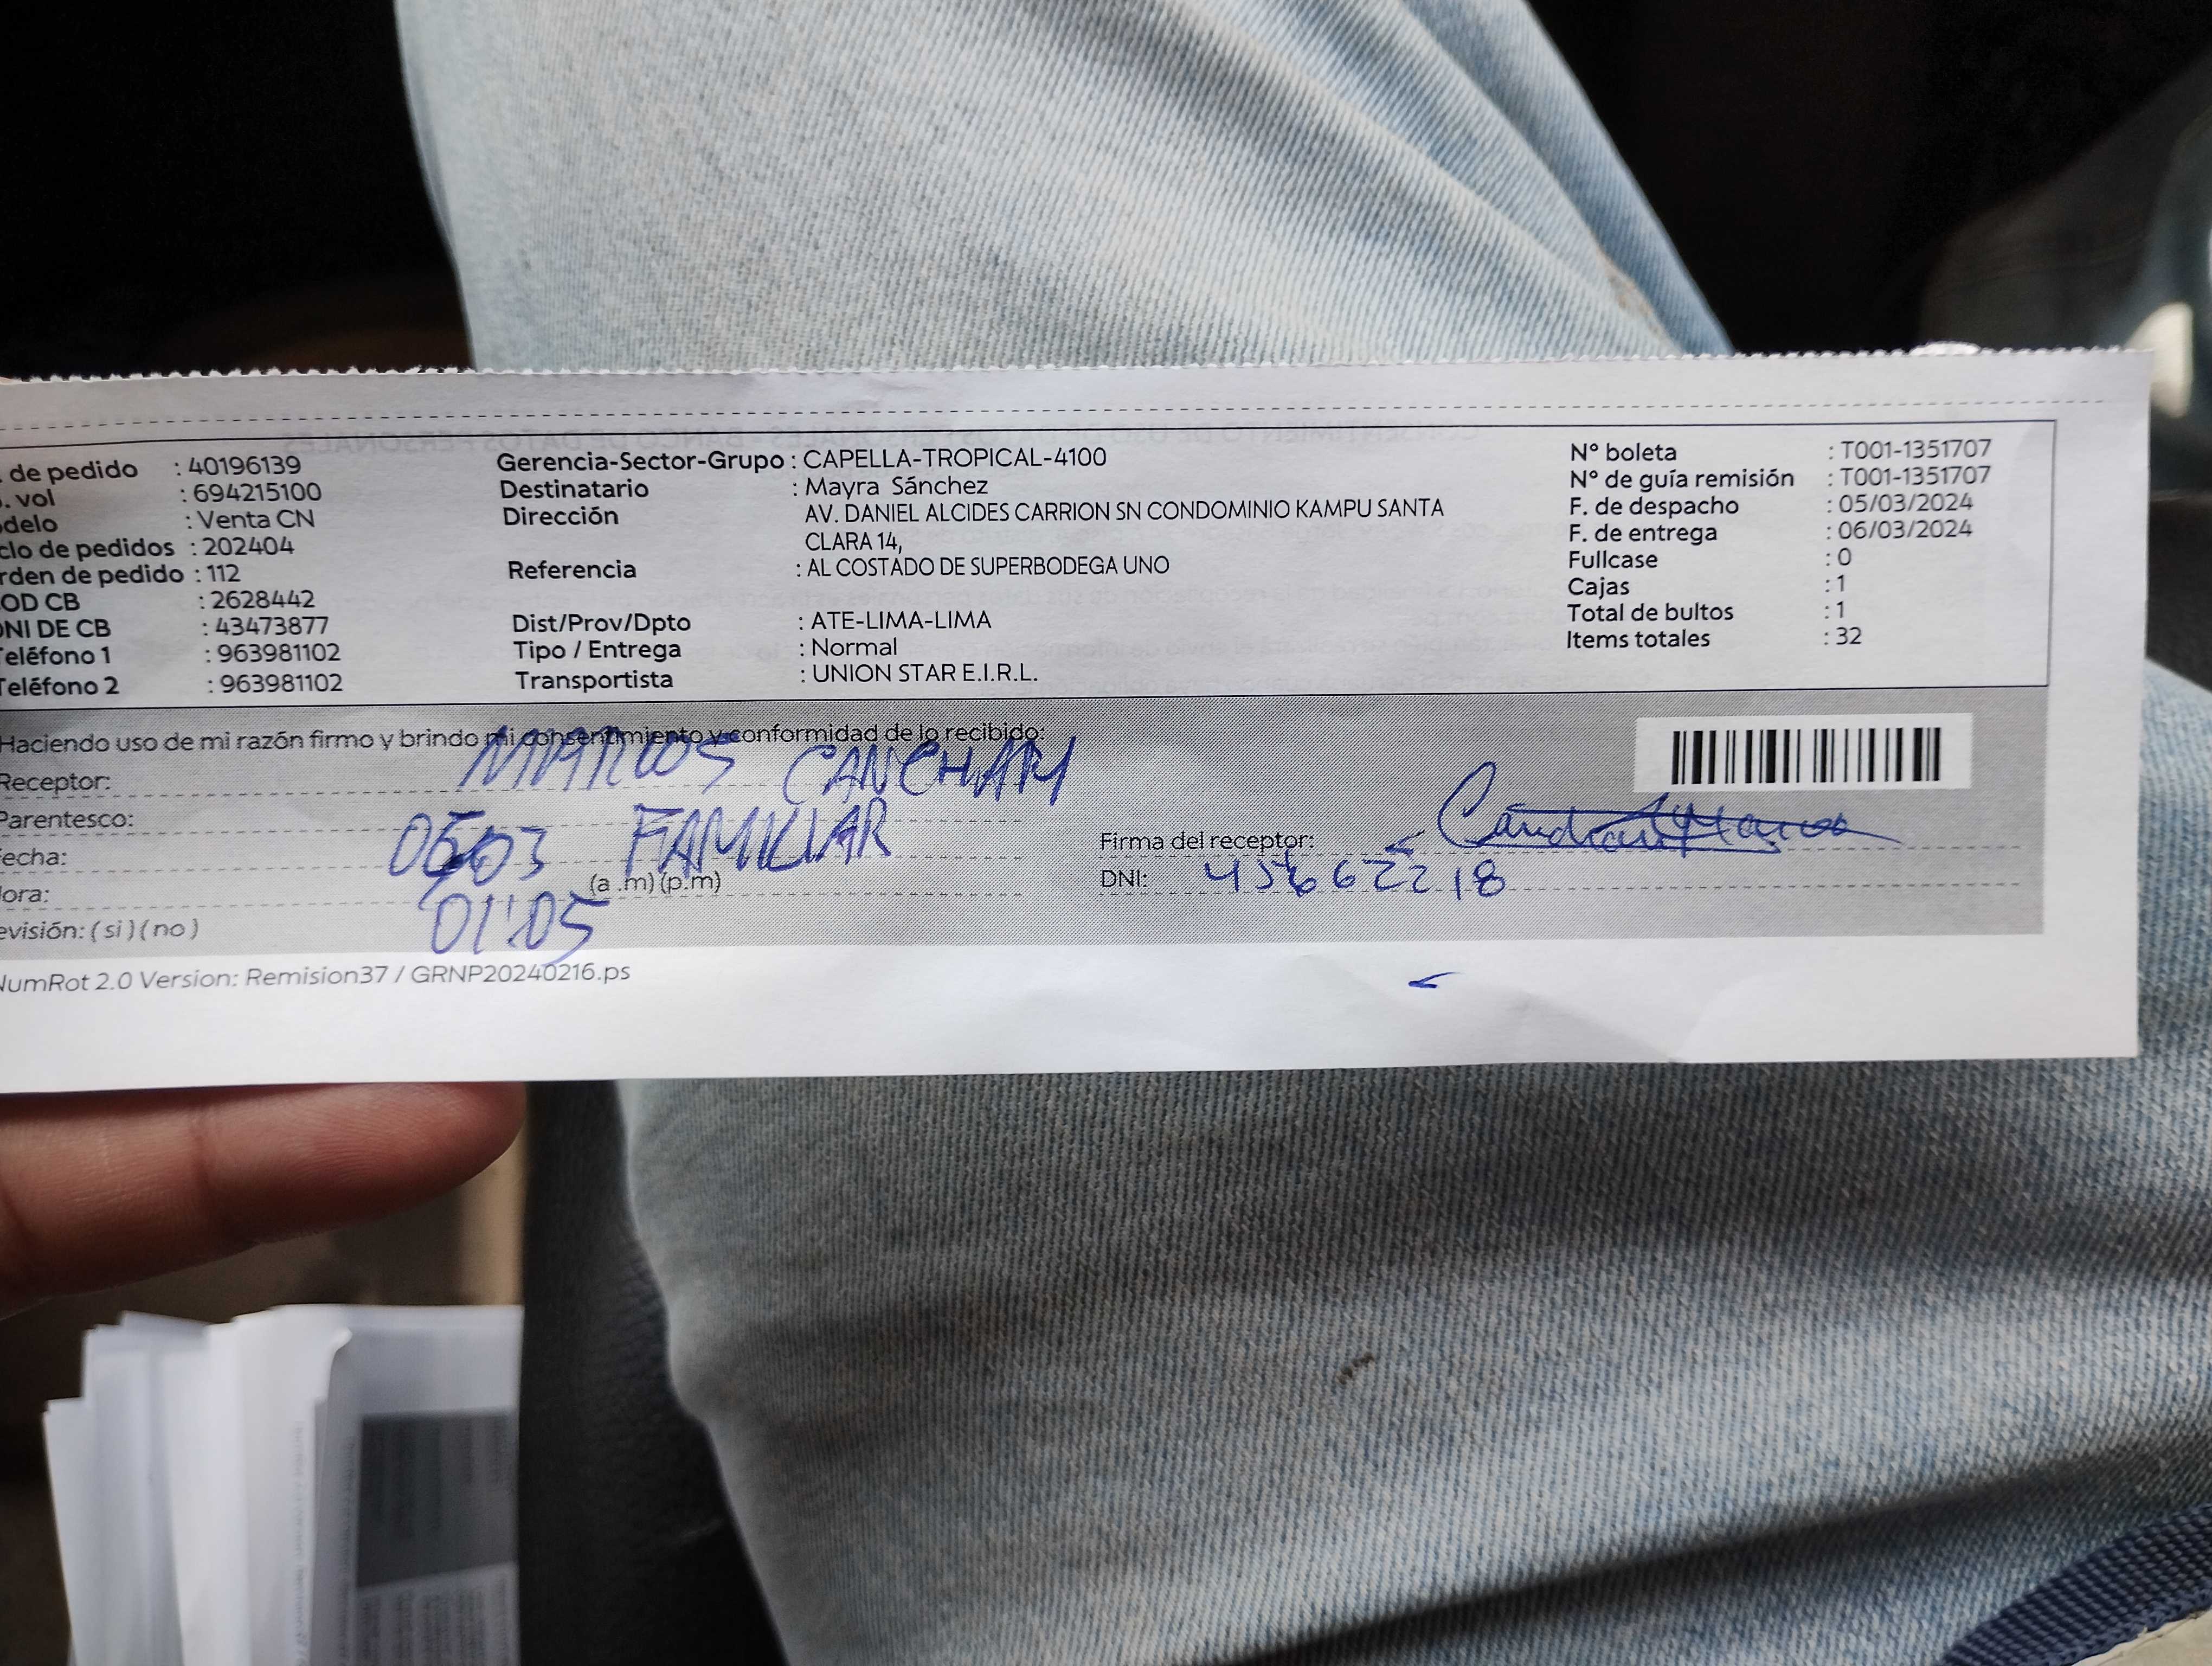 de pedido : 40196139
. vol : 694215100
delo : Venta CN
clo de pedidos : 202404
rden de pedido : 112
OD CB : 2628442
NI DE CB : 43473877
Teléfono 1 : 963981102
Teléfono 2 : 963981102
Gerencia-Sector-Grupo : CAPELLA-TROPICAL-4100
Destinatario : Mayra Sánchez
Dirección AV. DANIEL ALCIDES CARRION SN CONDOMINIO KAMPU SANTA
CLARA 14,
Referencia : AL COSTADO DE SUPERBODEGA UNO
Dist/Prov/Dpto : ATE-LIMA-LIMA
Tipo / Entrega : Normal
Transportista : UNION STAR E.I.R.L.
N° boleta : T001-1351707
N° de guía remisión : T001-1351707
F. de despacho : 05/03/2024
F. de entrega : 06/03/2024
Fullcase : 0
Cajas : 1
Total de bultos : 1
Items totales : 32
Haciendo uso de mi razón firmo y brindo mi consentimiento y conformidad de lo recibido:
Receptor: MARCOS
Parentesco: FAMILIAR
echa:
ora: 01:05 (a .m) (p.m)
evisión: ( si ) ( no )
Firma del receptor:
DNI:
NumRot 2.0 Version: Remision37 / GRNP20240216.ps